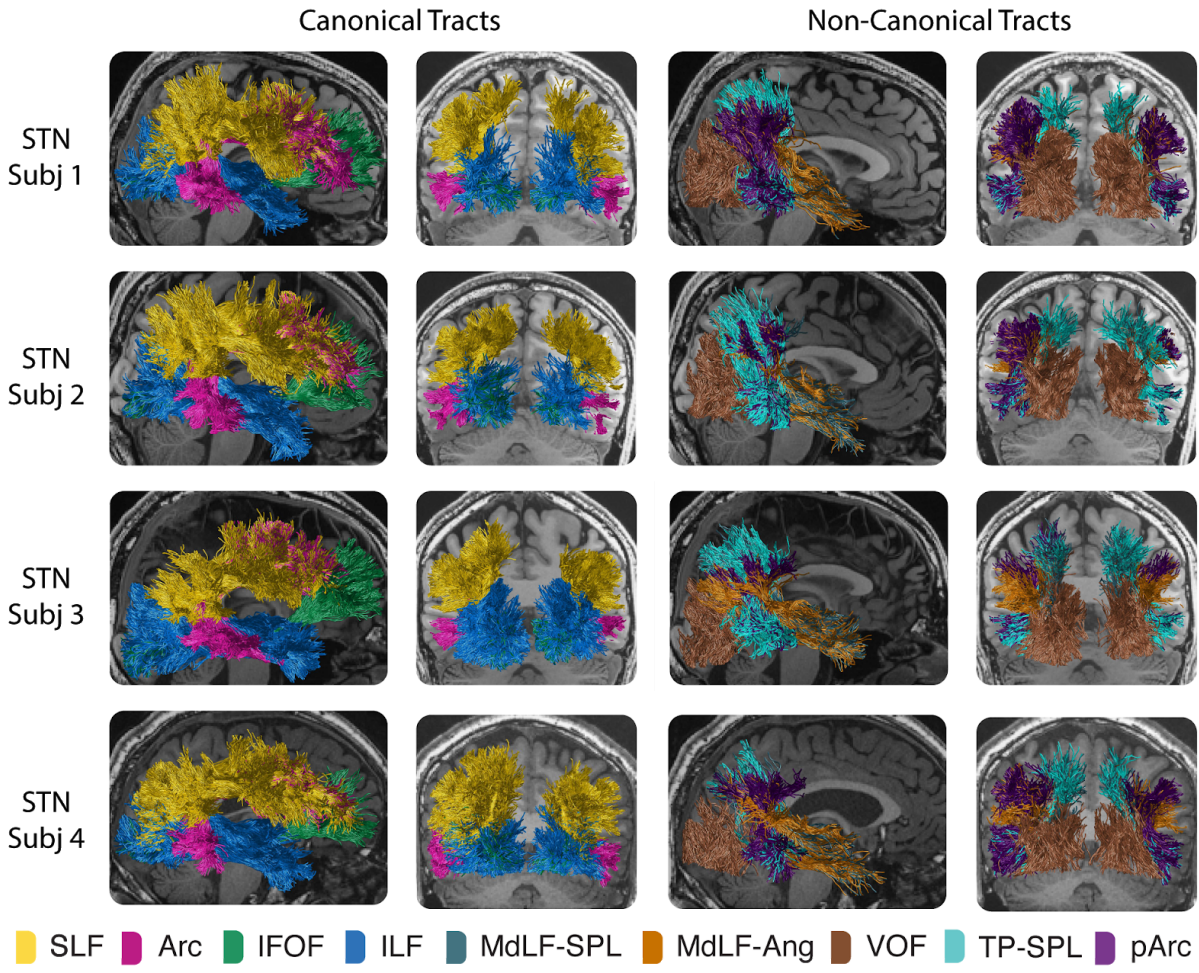 Canonical Tracts
Non-Canonical Tracts
STN
Subj 1
STN
Subj 2
STN
Subj 3
STN
Subj 4
SLF Arc IFOF ILF MdLF-SPL MdLF-Ang VOF TP-SPL pArc